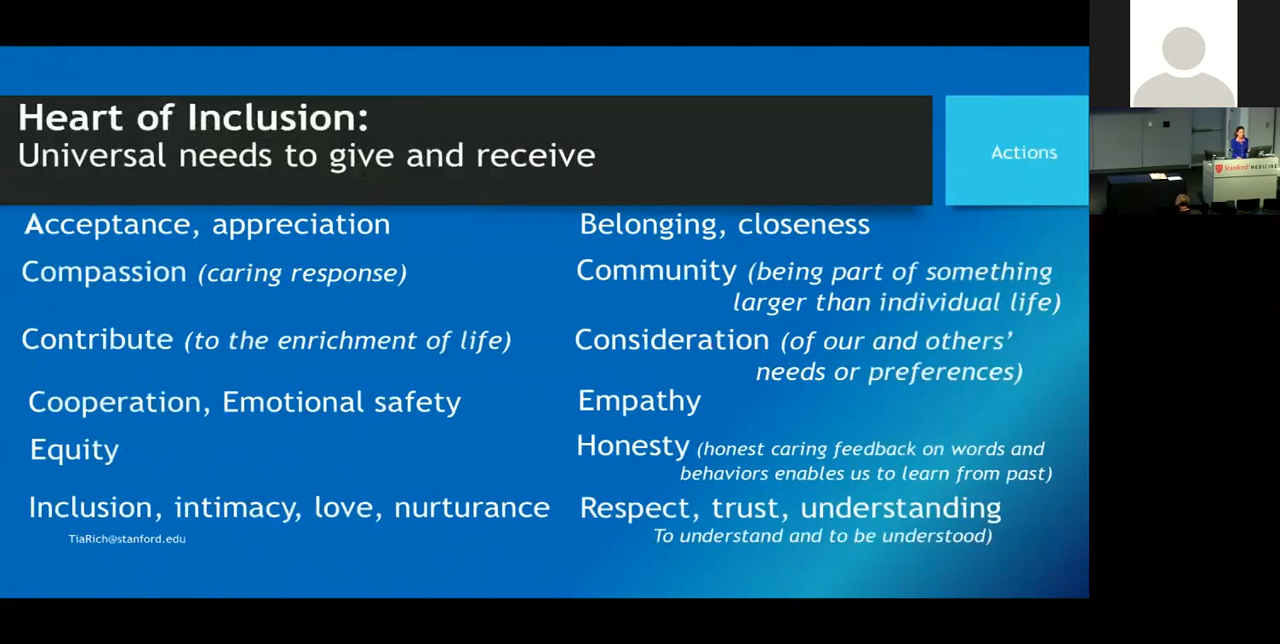 Heart of Inclusion:
Universal needs to give and receive
Actions
Stanford MEDICINE
Acceptance, appreciation
Compassion (caring response)
Contribute (to the enrichment of life)
Cooperation, Emotional safety
Equity
Inclusion, intimacy, love, nurturance
TiaRich@stanford.edu
Belonging, closeness
Community (being part of something
larger than individual life)
Consideration (of our and others’
needs or preferences)
Empathy
Honesty (honest caring feedback on words and
behaviors enables us to learn from past)
Respect, trust, understanding
To understand and to be understood)